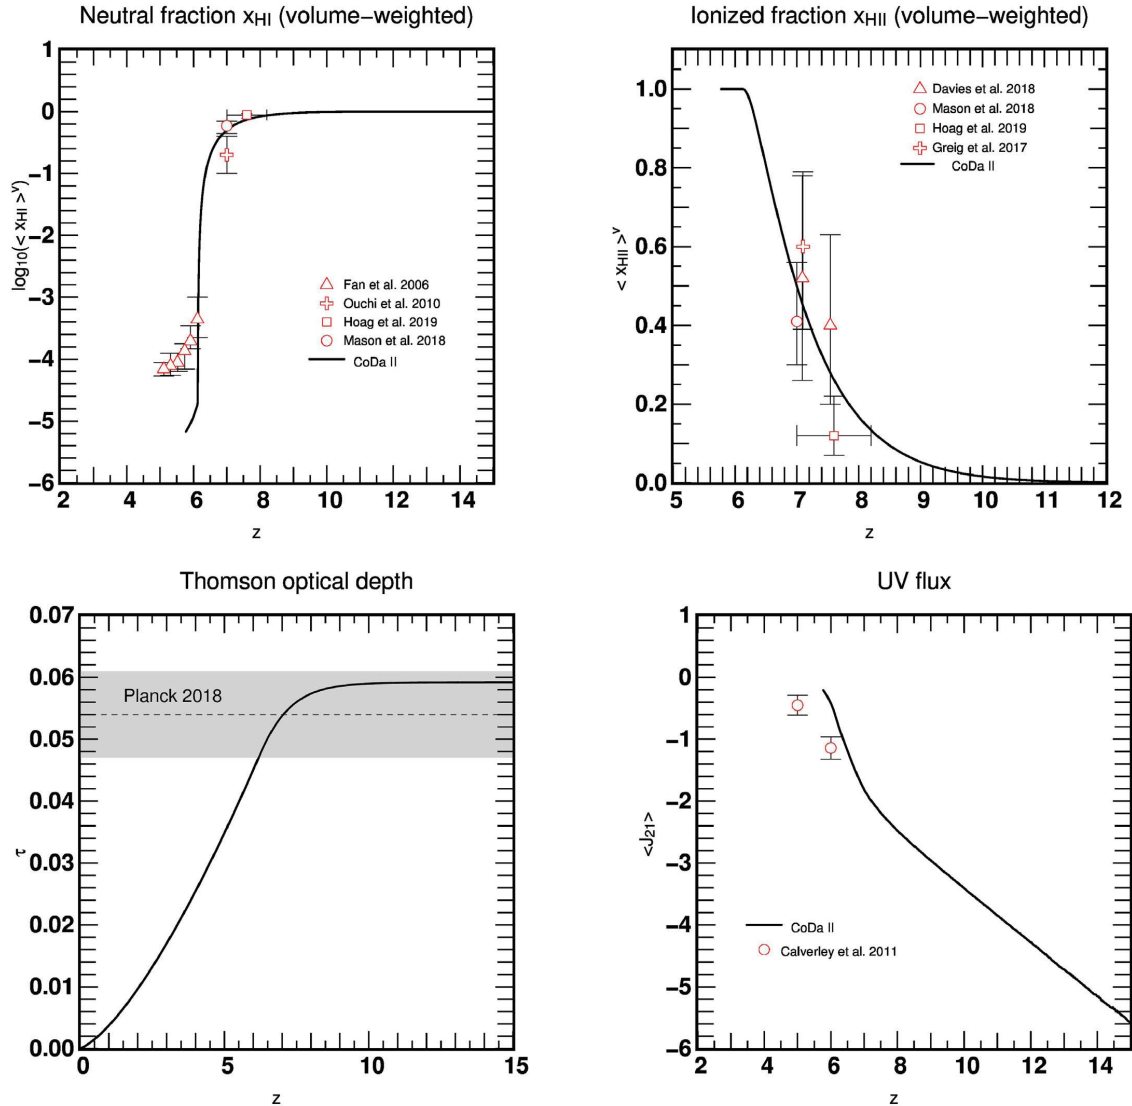 Neutral fraction xHI (volume−weighted)
1
0
−1
−2
−3
−4
−5
−6
log10(< xHI >v)
Fan et al. 2006
Ouchi et al. 2010
Hoag et al. 2019
Mason et al. 2018
CoDa II
2 4 6 8 10 12 14
z
Ionized fraction xHII (volume−weighted)
1.0
0.8
0.6
0.4
0.2
0.0
< xHII >v
Davies et al. 2018
Mason et al. 2018
Hoag et al. 2019
Greig et al. 2017
CoDa II
5 6 7 8 9 10 11 12
z
Thomson optical depth
0.07
0.06
0.05
0.04
0.03
0.02
0.01
0.00
τ
Planck 2018
0 5 10 15
z
UV flux
1
0
−1
−2
−3
−4
−5
−6
<J21>
CoDa II
Calverley et al. 2011
2 4 6 8 10 12 14
z